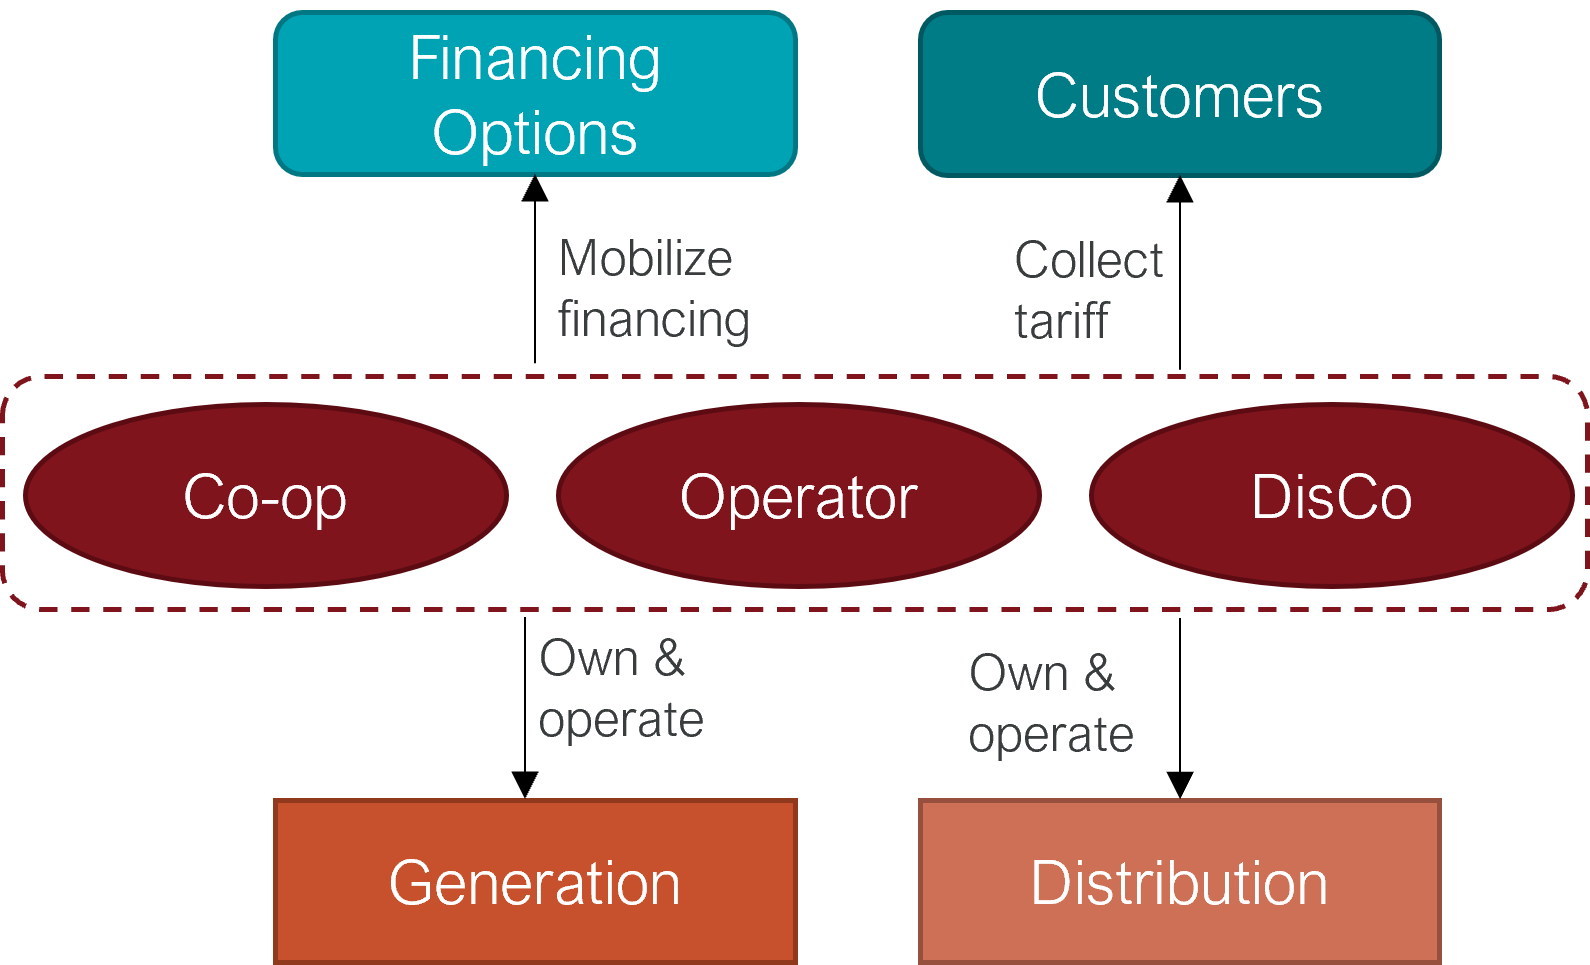 Financing
Options
Customers
Mobilize
financing
Collect
tariff
Co-op
Operator
DisCo
Own &
operate
Own &
operate
Generation
Distribution